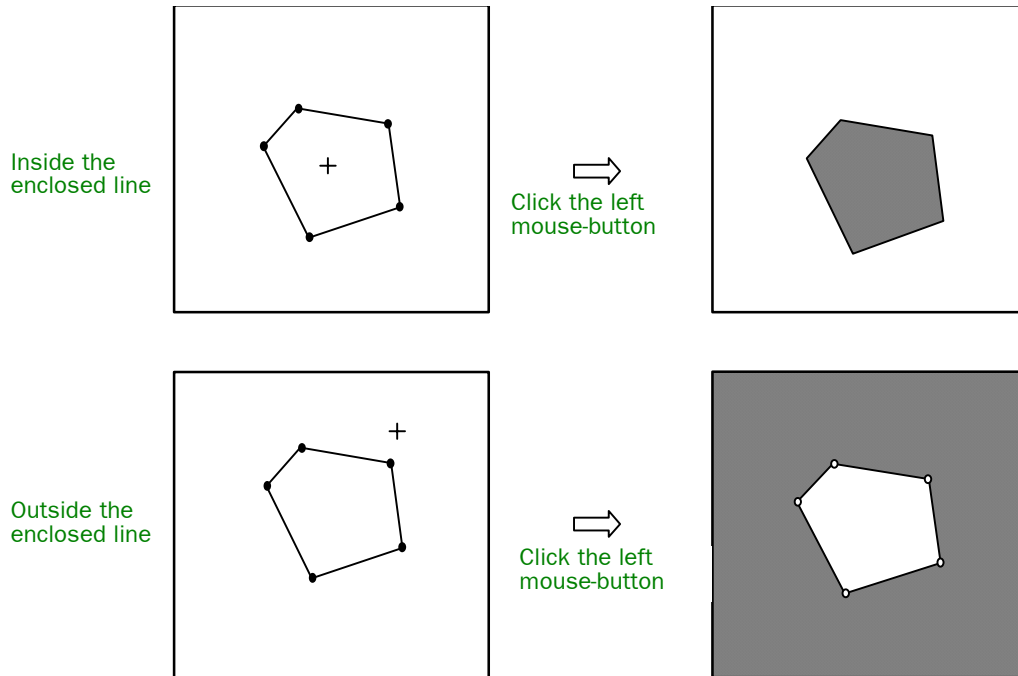 Inside the
enclosed line
Click the left
mouse-button
Outside the
enclosed line
Click the left
mouse-button